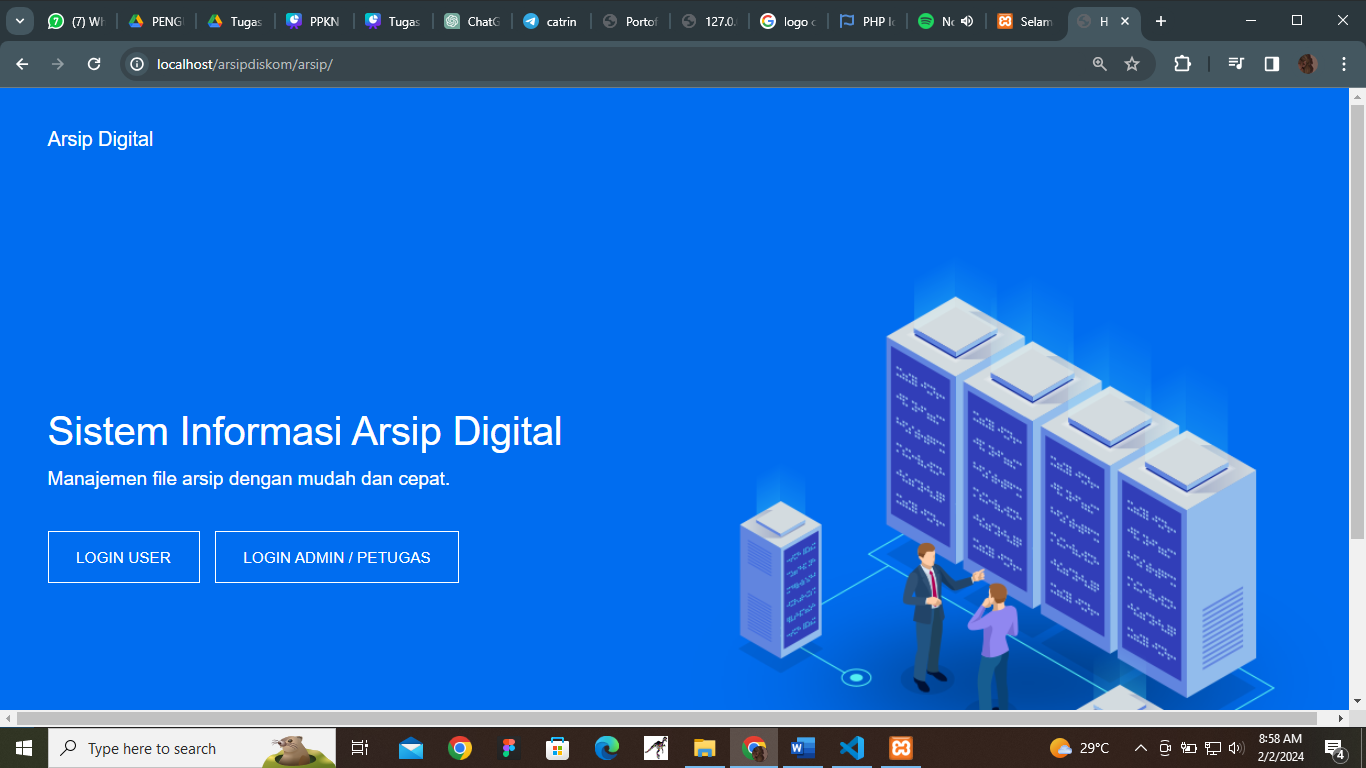 (7) Wh
PENG
Tugas
PPKN
Tugas
ChatG
catrin
Portof
127.0.
logo c
PHP lo
No
Selam
H
localhost/arsipdiskom/arsip/
Arsip Digital
Sistem Informasi Arsip Digital
Manajemen file arsip dengan mudah dan cepat.
LOGIN USER
LOGIN ADMIN / PETUGAS
Type here to search
29°C
8:58 AM
2/2/2024
4